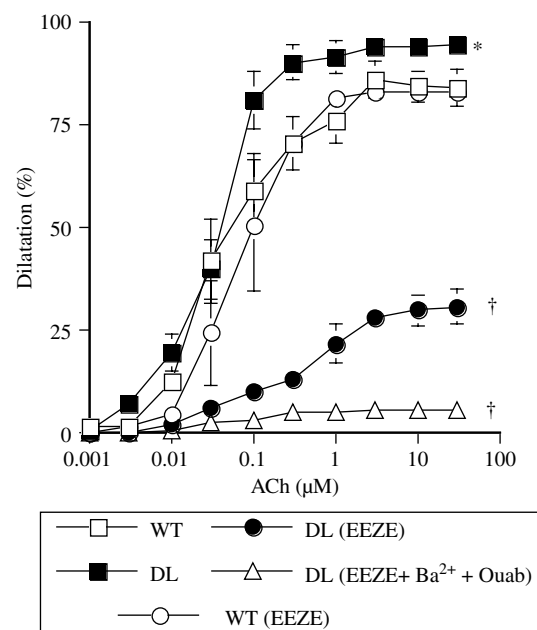 100
75
50
25
0
Dilatation (%)
*
†
†
0.001 0.01 0.1 1 10 100
ACh (µM)
WT DL (EEZE)
DL DL (EEZE+ Ba²⁺ + Ouab)
WT (EEZE)